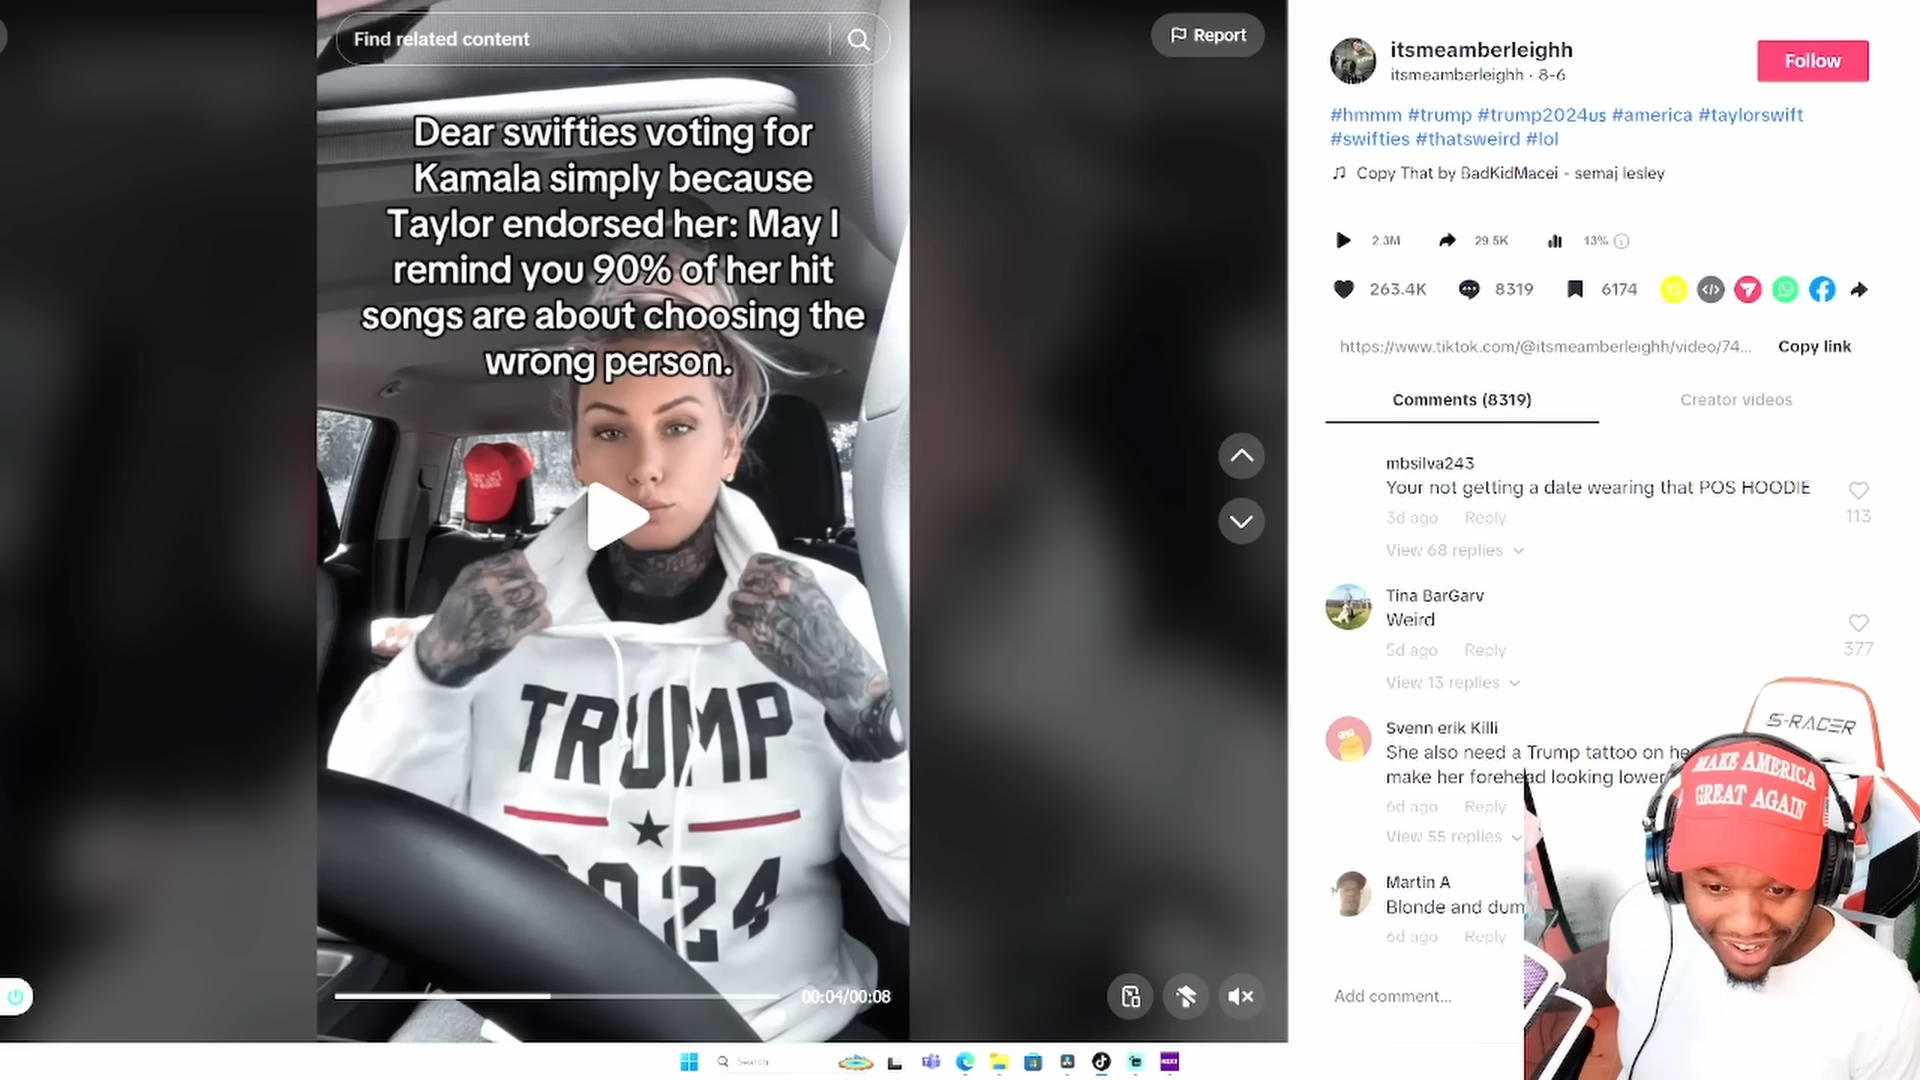 Find related content
Report
Dear swifties voting for
Kamala simply because
Taylor endorsed her: May I
remind you 90% of her hit
songs are about choosing the
wrong person.
TRUMP
2024
00:04/00:08
itsmeamberleighh
itsmeamberleighh · 8-6
Follow
#hmmm #trump #trump2024us #america #taylorswift
#swifties #thatsweird #lol
Copy That by BadKidMacei - semaj lesley
2.3M 29.5K 13%
263.4K 8319 6174
https://www.tiktok.com/@itsmeamberleighh/video/74...
Copy link
Comments (8319)
Creator videos
mbsilva243
Your not getting a date wearing that POS HOODIE
113
3d ago Reply
View 68 replies
Tina BarGarv
Weird
377
5d ago Reply
View 13 replies
Svenn erik Killi
She also need a Trump tattoo on he
make her forehead looking lower
6d ago Reply
View 55 replies
Martin A
Blonde and dum
6d ago Reply
Add comment...
S-RACER
MAKE AMERICA
GREAT AGAIN
Search
NEXT